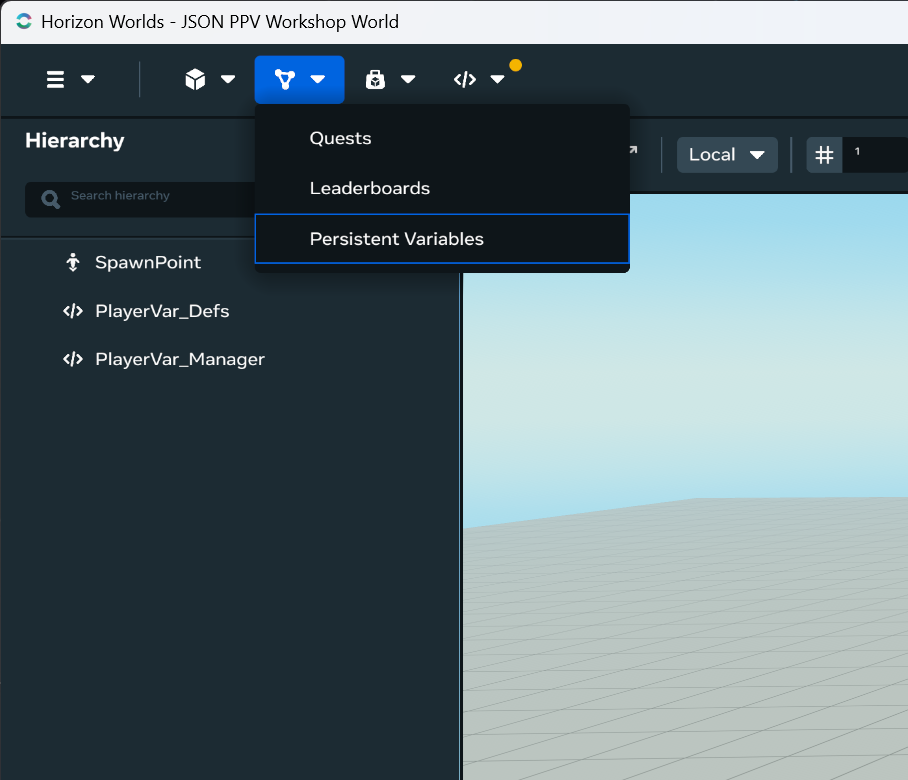 Horizon Worlds - JSON PPV Workshop World
Hierarchy
Search hierarchy
SpawnPoint
PlayerVar_Defs
PlayerVar_Manager
Quests
Leaderboards
Persistent Variables
Local
1